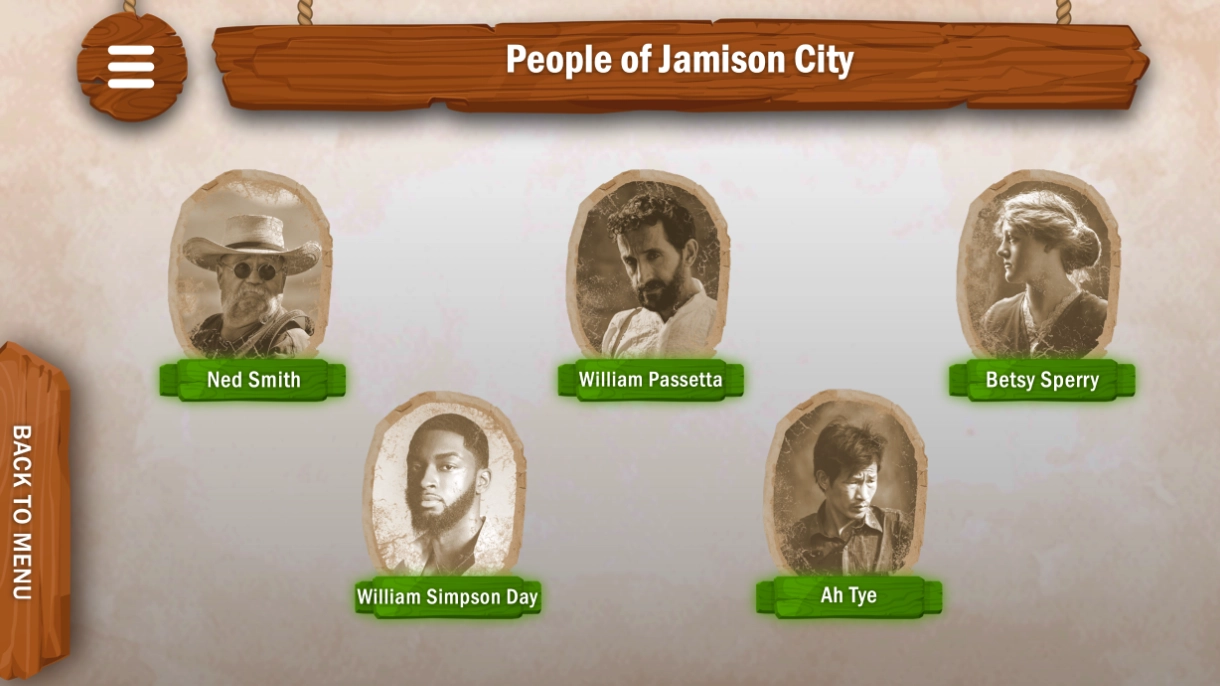 People of Jamison City
Ned Smith
William Passetta
Betsy Sperry
William Simpson Day
Ah Tye
BACK TO MENU